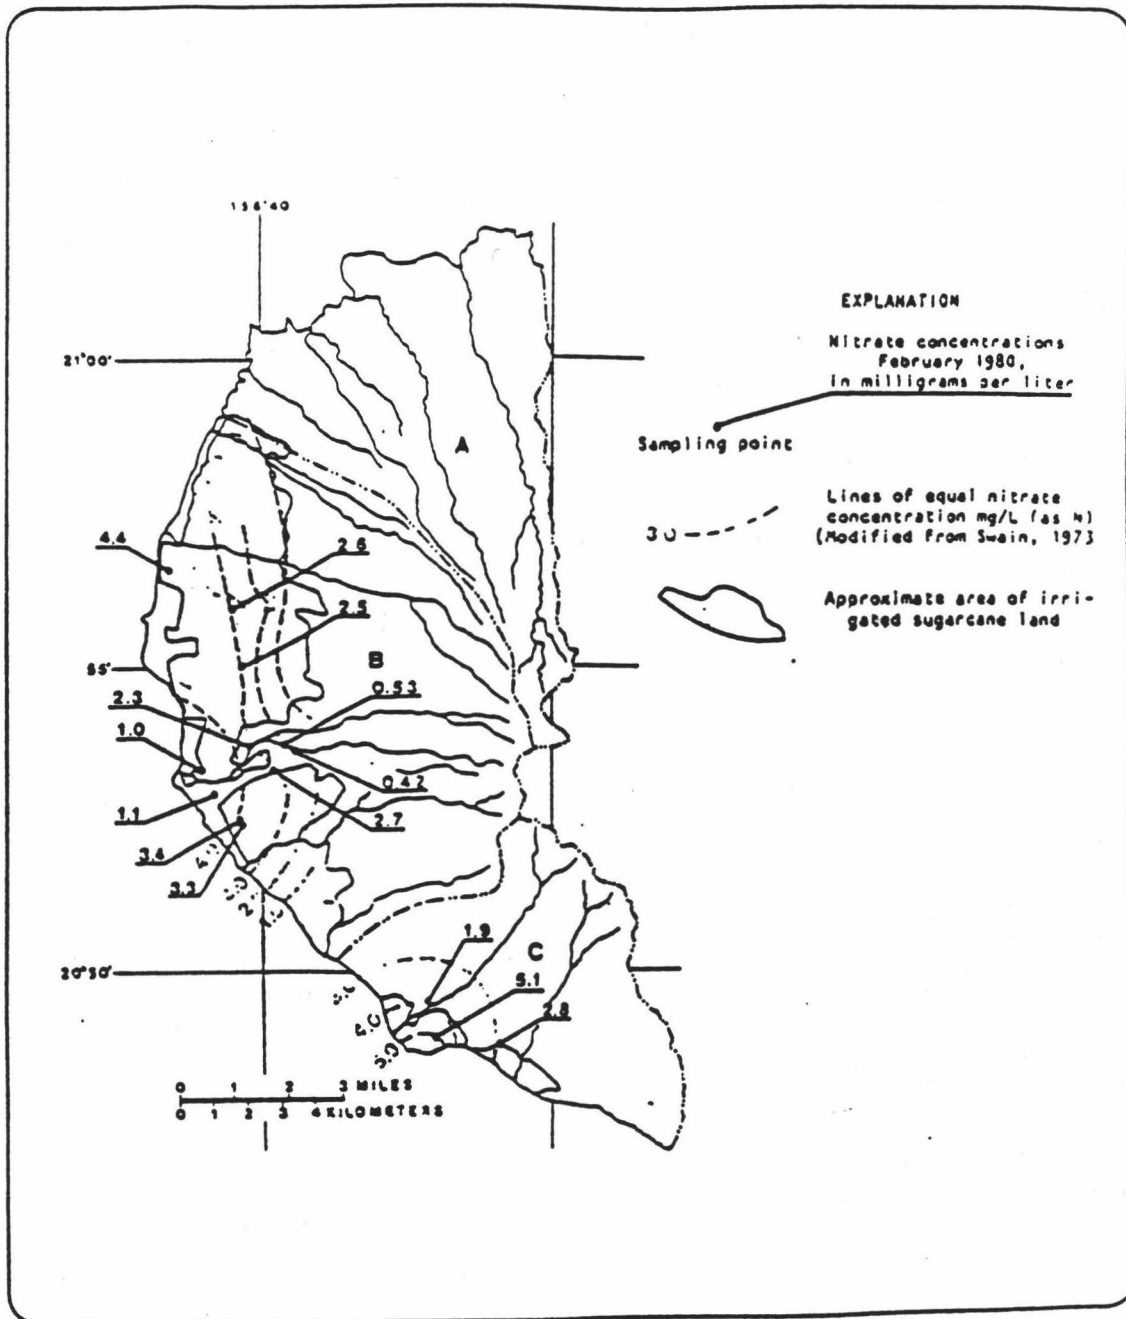 156°40
21°00'
A
4.4
2.6
2.5
55'
B
0.53
2.3
1.0
0.42
1.1
2.7
3.4
3.3
1.9
C
20°50'
5.1
2.8
0 1 2 3 MILES
0 1 2 3 4 KILOMETERS
EXPLANATION
Nitrate concentrations
February 1980,
in milligrams per liter
Sampling point
Lines of equal nitrate
3.0 concentration mg/L (as N)
(Modified from Swain, 1973
Approximate area of irri-
gated sugarcane land